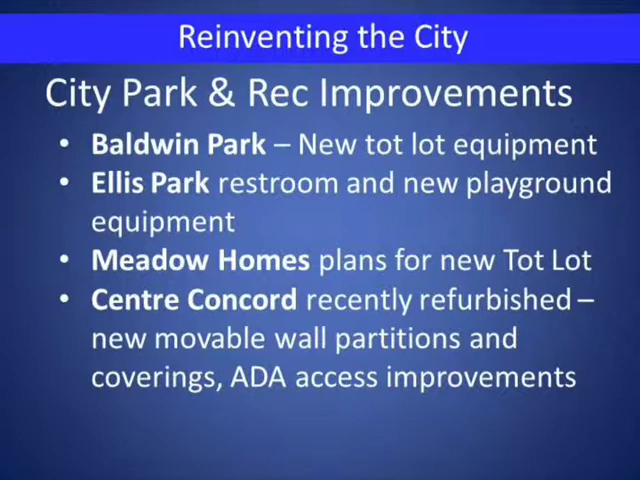 Reinventing the City
City Park & Rec Improvements
• Baldwin Park – New tot lot equipment
• Ellis Park restroom and new playground
equipment
• Meadow Homes plans for new Tot Lot
• Centre Concord recently refurbished –
new movable wall partitions and
coverings, ADA access improvements